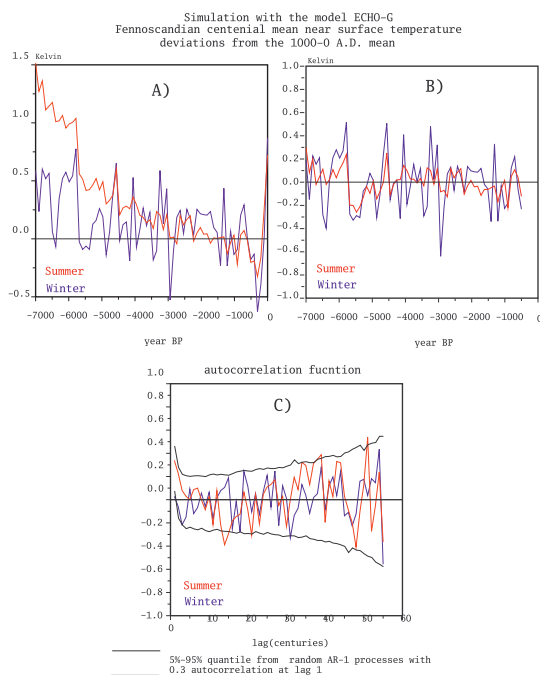 Simulation with the model ECHO-G
Fennoscandian centenial mean near surface temperature
deviations from the 1000-0 A.D. mean
1.5
Kelvin
A)
1.0
0.5
0.0
-0.5
Summer
Winter
-7000 -6000 -5000 -4000 -3000 -2000 -1000 0
year BP
1.0
Kelvin
B)
0.8
0.6
0.4
0.2
0.0
-0.2
-0.4
-0.6
-0.8
-1.0
Summer
Winter
-7000 -6000 -5000 -4000 -3000 -2000 -1000 0
year BP
autocorrelation fucntion
1.0
C)
0.8
0.6
0.4
0.2
0.0
-0.2
-0.4
-0.6
-0.8
-1.0
Summer
Winter
0 10 20 30 40 50 60
lag(centuries)
5%-95% quantile from random AR-1 processes with
0.3 autocorrelation at lag 1